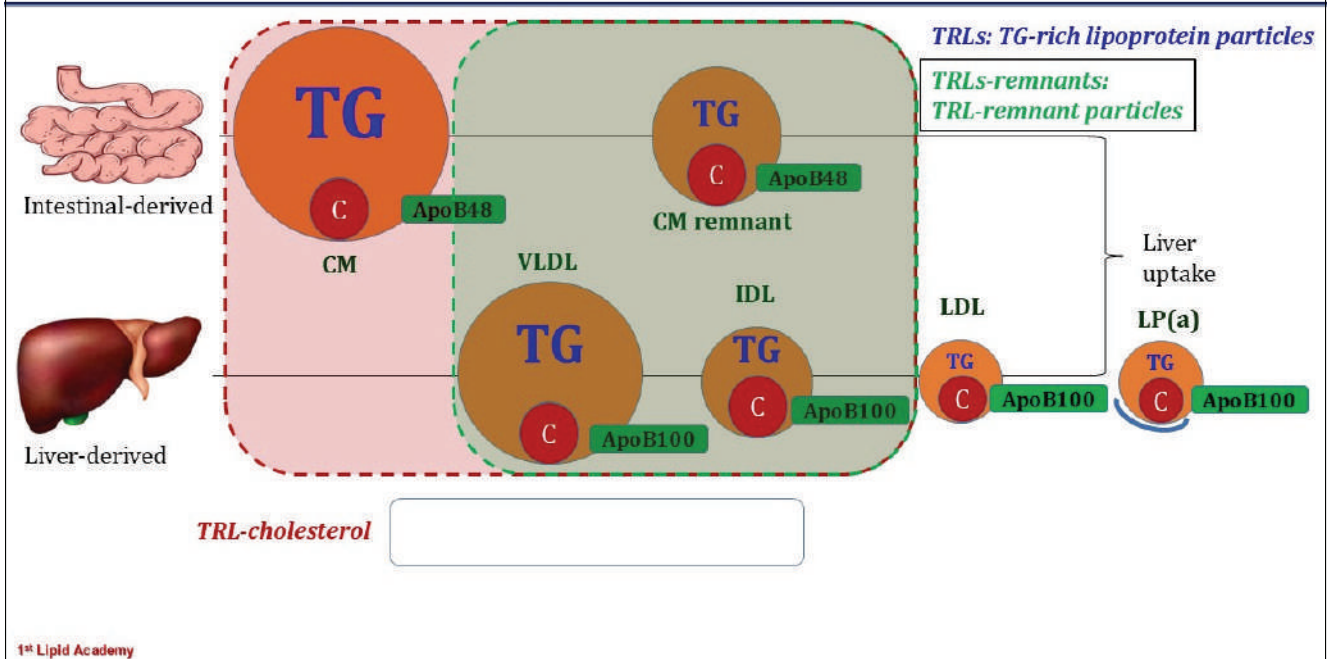 TRLs: TG-rich lipoprotein particles
TRLs-remnants:
TRL-remnant particles
TG
C
ApoB48
CM
TG
C
ApoB48
CM remnant
Intestinal-derived
Liver
uptake
VLDL
TG
C
ApoB100
IDL
TG
C
ApoB100
LDL
TG
C
ApoB100
LP(a)
TG
C
ApoB100
Liver-derived
TRL-cholesterol
1st Lipid Academy